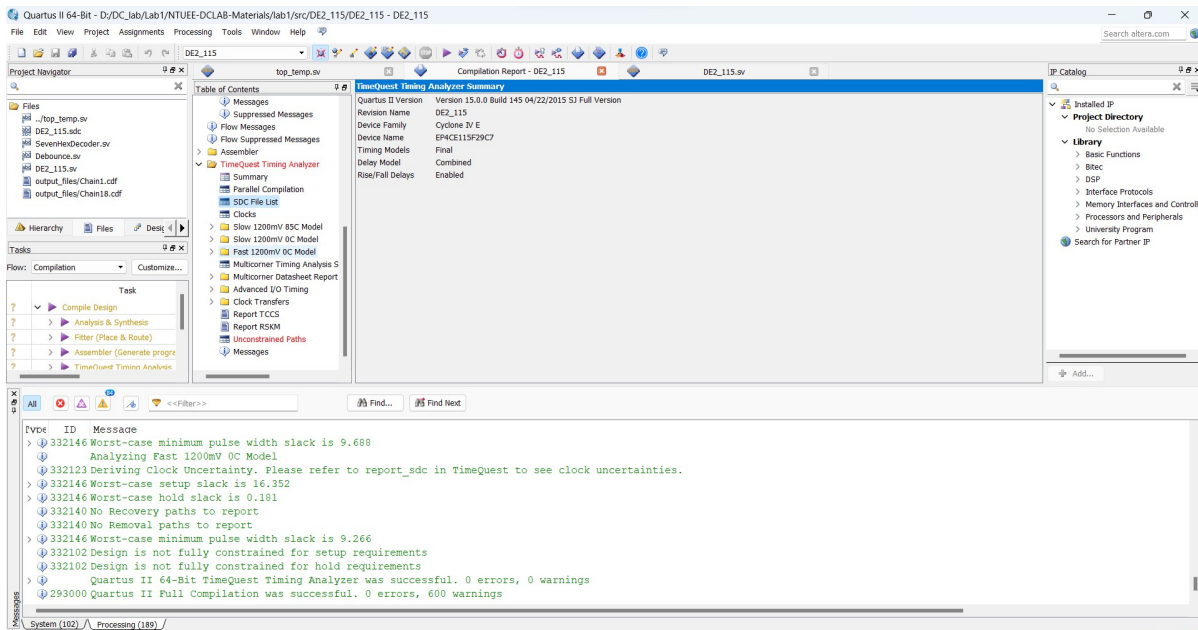 Quartus II 64-Bit - D:/DC_lab/Lab1/NTUEE-DCLAB-Materials/lab1/src/DE2_115/DE2_115 - DE2_115
File Edit View Project Assignments Processing Tools Window Help
Search altera.com
DE2_115
Project Navigator
Files
../top_temp.sv
DE2_115.sdc
SevenHexDecoder.sv
Debounce.sv
DE2_115.sv
output_files/Chain1.cdf
output_files/Chain18.cdf
Hierarchy Files Desig
Tasks
Flow: Compilation Customize...
Task
? Compile Design
? Analysis & Synthesis
? Fitter (Place & Route)
? Assembler (Generate progra
? TimeQuest Timing Analysis
top_temp.sv Compilation Report - DE2_115 DE2_115.sv
Table of Contents
Messages
Suppressed Messages
Flow Messages
Flow Suppressed Messages
Assembler
TimeQuest Timing Analyzer
Summary
Parallel Compilation
SDC File List
Clocks
Slow 1200mV 85C Model
Slow 1200mV 0C Model
Fast 1200mV 0C Model
Multicorner Timing Analysis S
Multicorner Datasheet Report
Advanced I/O Timing
Clock Transfers
Report TCCS
Report RSKM
Unconstrained Paths
Messages
TimeQuest Timing Analyzer Summary
Quartus II Version Version 15.0.0 Build 145 04/22/2015 SJ Full Version
Revision Name DE2_115
Device Family Cyclone IV E
Device Name EP4CE115F29C7
Timing Models Final
Delay Model Combined
Rise/Fall Delays Enabled
IP Catalog
Installed IP
Project Directory
No Selection Available
Library
Basic Functions
Bitec
DSP
Interface Protocols
Memory Interfaces and Controll
Processors and Peripherals
University Program
Search for Partner IP
Add...
All <<Filter>> Find... Find Next
Type ID Message
332146 Worst-case minimum pulse width slack is 9.688
Analyzing Fast 1200mV 0C Model
332123 Deriving Clock Uncertainty. Please refer to report_sdc in TimeQuest to see clock uncertainties.
332146 Worst-case setup slack is 16.352
332146 Worst-case hold slack is 0.181
332140 No Recovery paths to report
332140 No Removal paths to report
332146 Worst-case minimum pulse width slack is 9.266
332102 Design is not fully constrained for setup requirements
332102 Design is not fully constrained for hold requirements
Quartus II 64-Bit TimeQuest Timing Analyzer was successful. 0 errors, 0 warnings
293000 Quartus II Full Compilation was successful. 0 errors, 600 warnings
Messages
System (102) Processing (189)